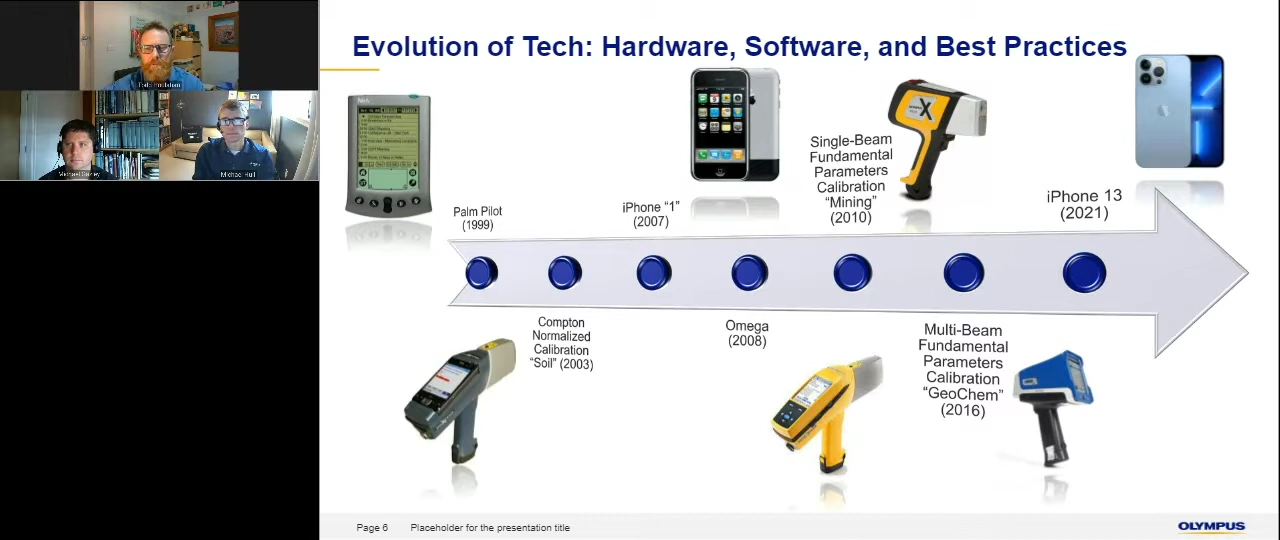 Evolution of Tech: Hardware, Software, and Best Practices
Michael Hull
Palm Pilot
(1999)
iPhone “1”
(2007)
Single-Beam
Fundamental
Parameters
Calibration
“Mining”
(2010)
X
iPhone 13
(2021)
Compton
Normalized
Calibration
“Soil” (2003)
Omega
(2008)
Multi-Beam
Fundamental
Parameters
Calibration
“GeoChem”
(2016)
Page 6
Placeholder for the presentation title
OLYMPUS